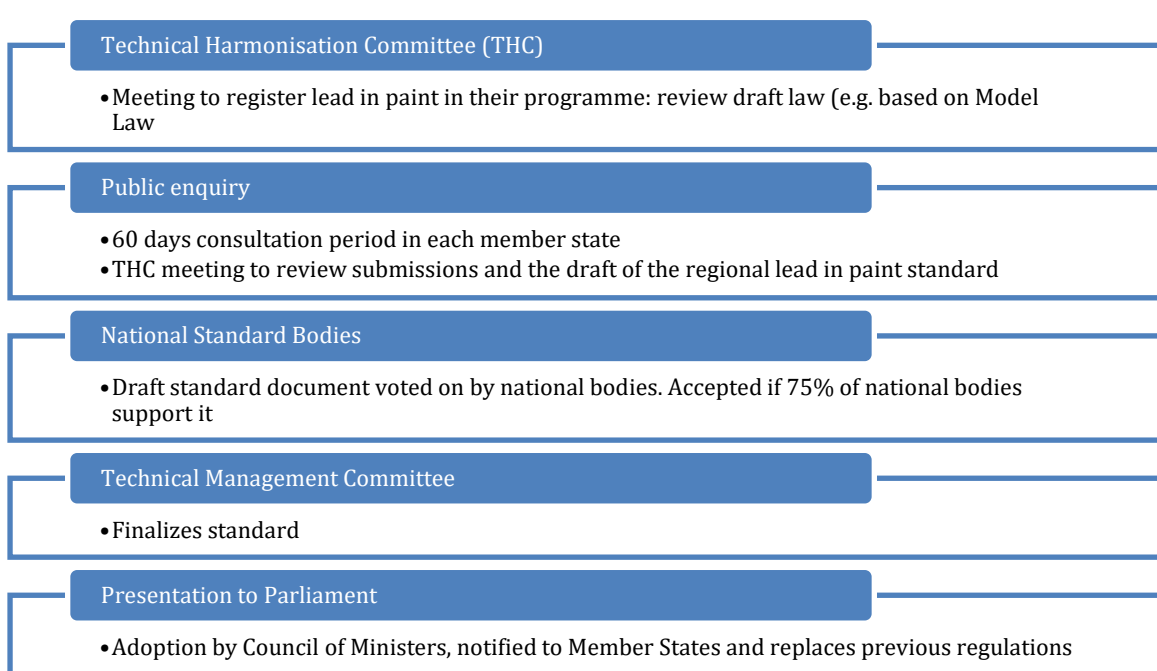 Technical Harmonisation Committee (THC)
•Meeting to register lead in paint in their programme: review draft law (e.g. based on Model
Law
Public enquiry
•60 days consultation period in each member state
•THC meeting to review submissions and the draft of the regional lead in paint standard
National Standard Bodies
•Draft standard document voted on by national bodies. Accepted if 75% of national bodies
support it
Technical Management Committee
•Finalizes standard
Presentation to Parliament
•Adoption by Council of Ministers, notified to Member States and replaces previous regulations